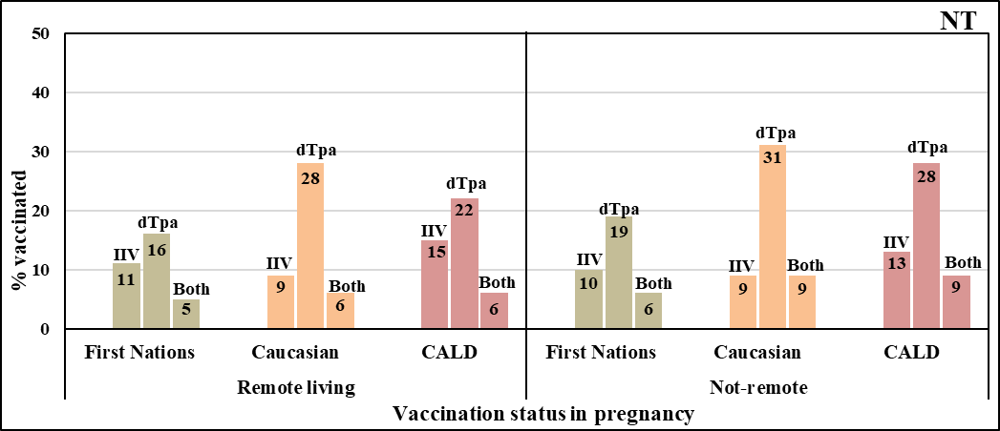 NT
50
40
30
20
10
0
% vaccinated
IIV
11
dTpa
16
Both
5
IIV
9
dTpa
28
Both
6
IIV
15
dTpa
22
Both
6
IIV
10
dTpa
19
Both
6
IIV
9
dTpa
31
Both
9
IIV
13
dTpa
28
Both
9
First Nations Caucasian CALD First Nations Caucasian CALD
Remote living Not-remote
Vaccination status in pregnancy